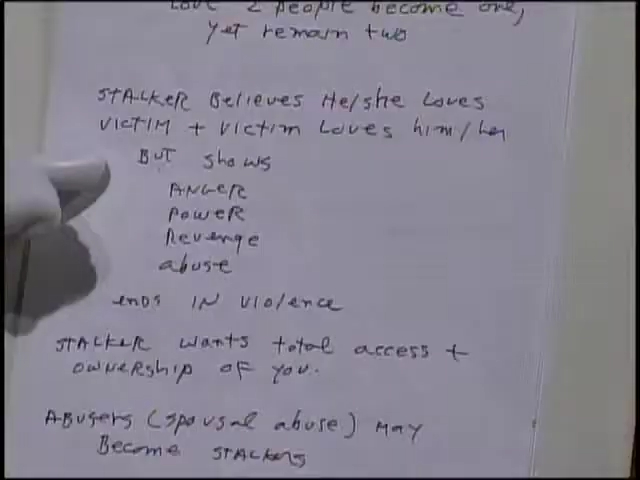 Love 2 people become one,
yet remain two
STALKER Believes He/she Loves
VICTIM + Victim Loves him/her
BUT shows
ANGER
POWER
Revenge
abuse
ends IN violence
STALKER wants total access +
OWNERSHIP OF YOU.
ABUSERS (spousal abuse) MAY
Become STALKERS